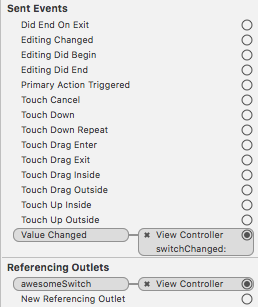 Sent Events
Did End On Exit
Editing Changed
Editing Did Begin
Editing Did End
Primary Action Triggered
Touch Cancel
Touch Down
Touch Down Repeat
Touch Drag Enter
Touch Drag Exit
Touch Drag Inside
Touch Drag Outside
Touch Up Inside
Touch Up Outside
Value Changed View Controller
switchChanged:
Referencing Outlets
awesomeSwitch View Controller
New Referencing Outlet